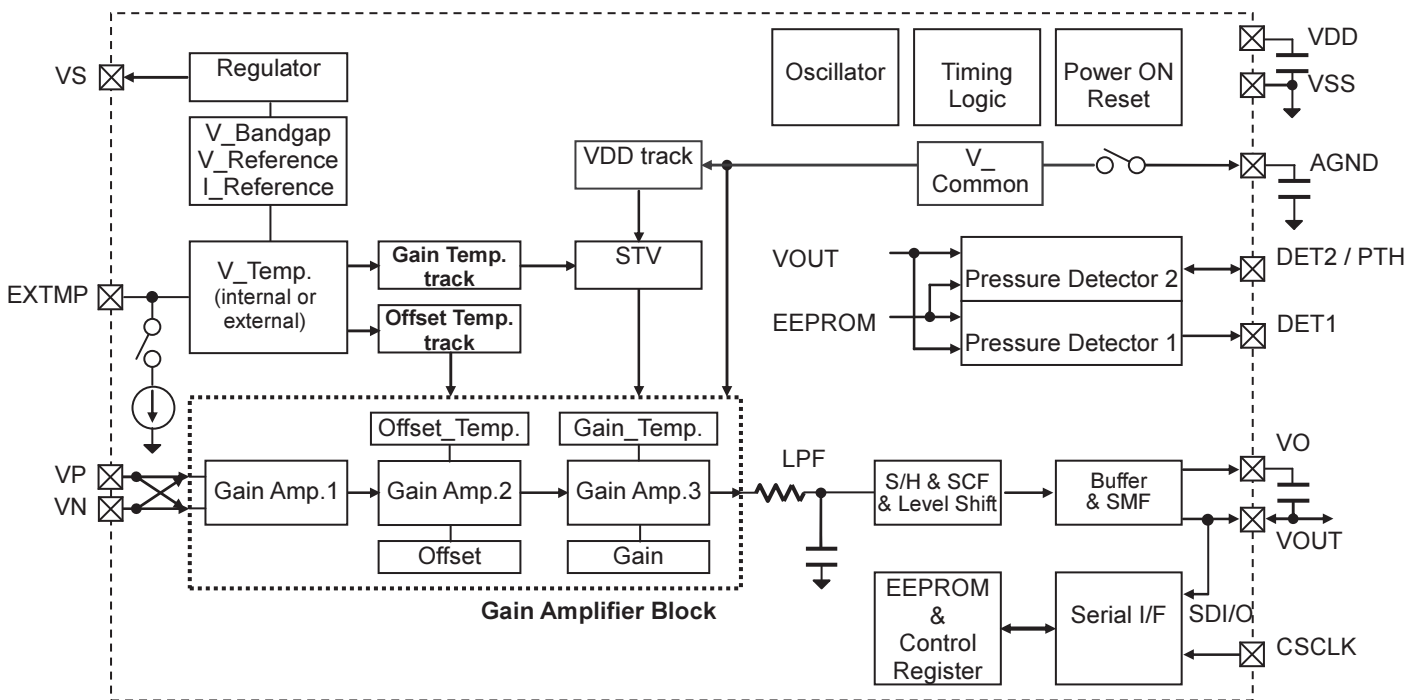 VS
Regulator
V_Bandgap
V_Reference
I_Reference
V_Temp.
(internal or
external)
EXTMP
Gain Temp.
track
Offset Temp.
track
VDD track
STV
Oscillator
Timing
Logic
Power ON
Reset
V_
Common
VDD
VSS
AGND
VOUT
EEPROM
Pressure Detector 2
Pressure Detector 1
DET2 / PTH
DET1
VP
VN
Gain Amp.1
Offset_Temp.
Gain Amp.2
Offset
Gain_Temp.
Gain Amp.3
Gain
Gain Amplifier Block
LPF
S/H & SCF
& Level Shift
Buffer
& SMF
VO
VOUT
EEPROM
&
Control
Register
Serial I/F
SDI/O
CSCLK